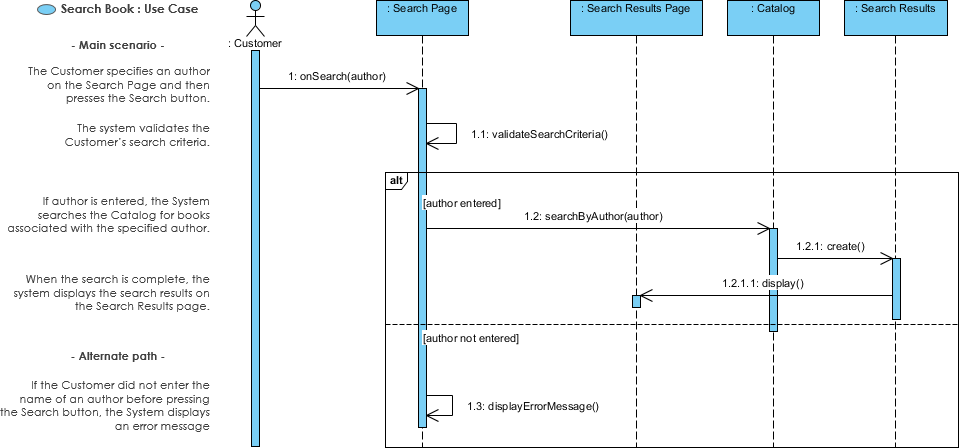 Search Book : Use Case
: Search Page
: Search Results Page
: Catalog
: Search Results
: Customer
- Main scenario -
The Customer specifies an author
on the Search Page and then
presses the Search button.
1: onSearch(author)
The system validates the
Customer's search criteria.
1.1: validateSearchCriteria()
alt
[author entered]
If author is entered, the System
searches the Catalog for books
associated with the specified author.
1.2: searchByAuthor(author)
1.2.1: create()
When the search is complete, the
system displays the search results on
the Search Results page.
1.2.1.1: display()
[author not entered]
- Alternate path -
If the Customer did not enter the
name of an author before pressing
the Search button, the System displays
an error message
1.3: displayErrorMessage()